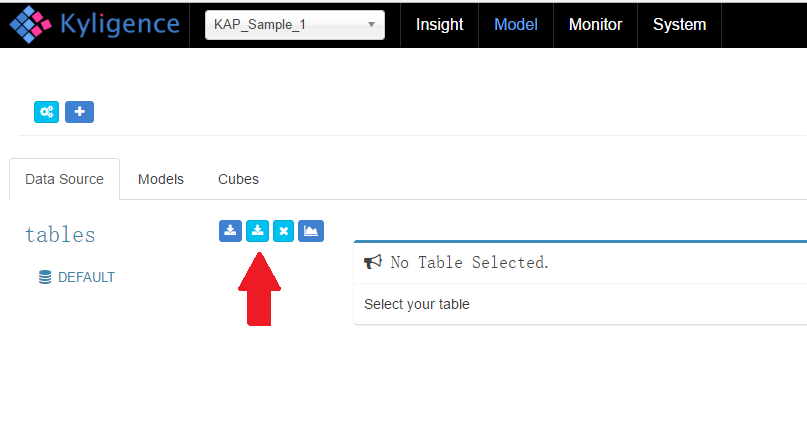 Kyligence KAP_Sample_1 Insight Model Monitor System
Data Source Models Cubes
tables
DEFAULT
No Table Selected.
Select your table